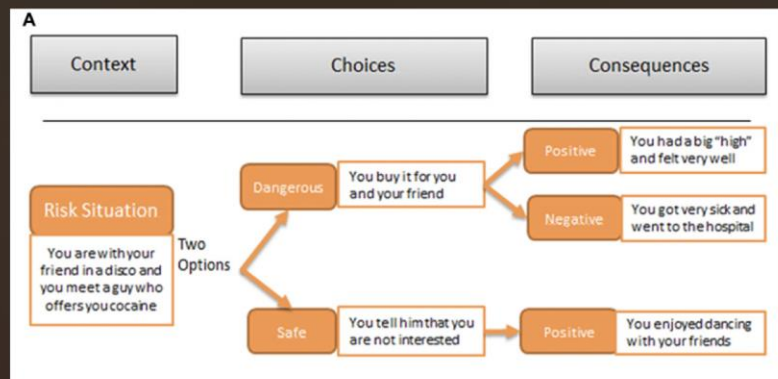 A
Context
Choices
Consequences
Risk Situation
You are with your
friend in a disco and
you meet a guy who
offers you cocaine
Two
Options
Dangerous
You buy it for you
and your friend
Positive
You had a big "high"
and felt very well
Negative
You got very sick and
went to the hospital
Safe
You tell him that you
are not interested
Positive
You enjoyed dancing
with your friends